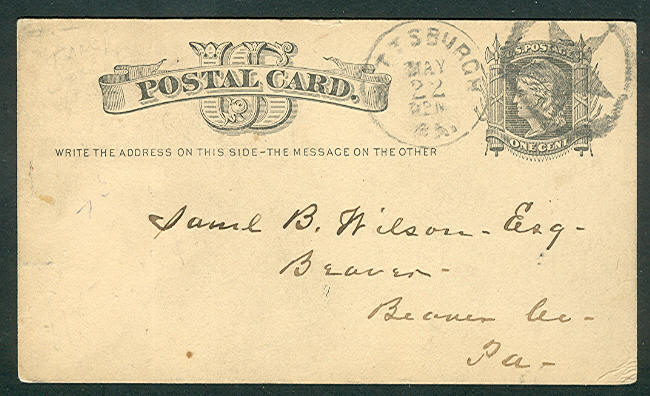 US
POSTAL CARD.
WRITE THE ADDRESS ON THIS SIDE-THE MESSAGE ON THE OTHER
PITTSBURGH
MAY
22
PA.
U.S. POSTAGE
ONE CENT
Saml B. Wilson - Esq -
Beaver -
Beaver Co -
Pa -